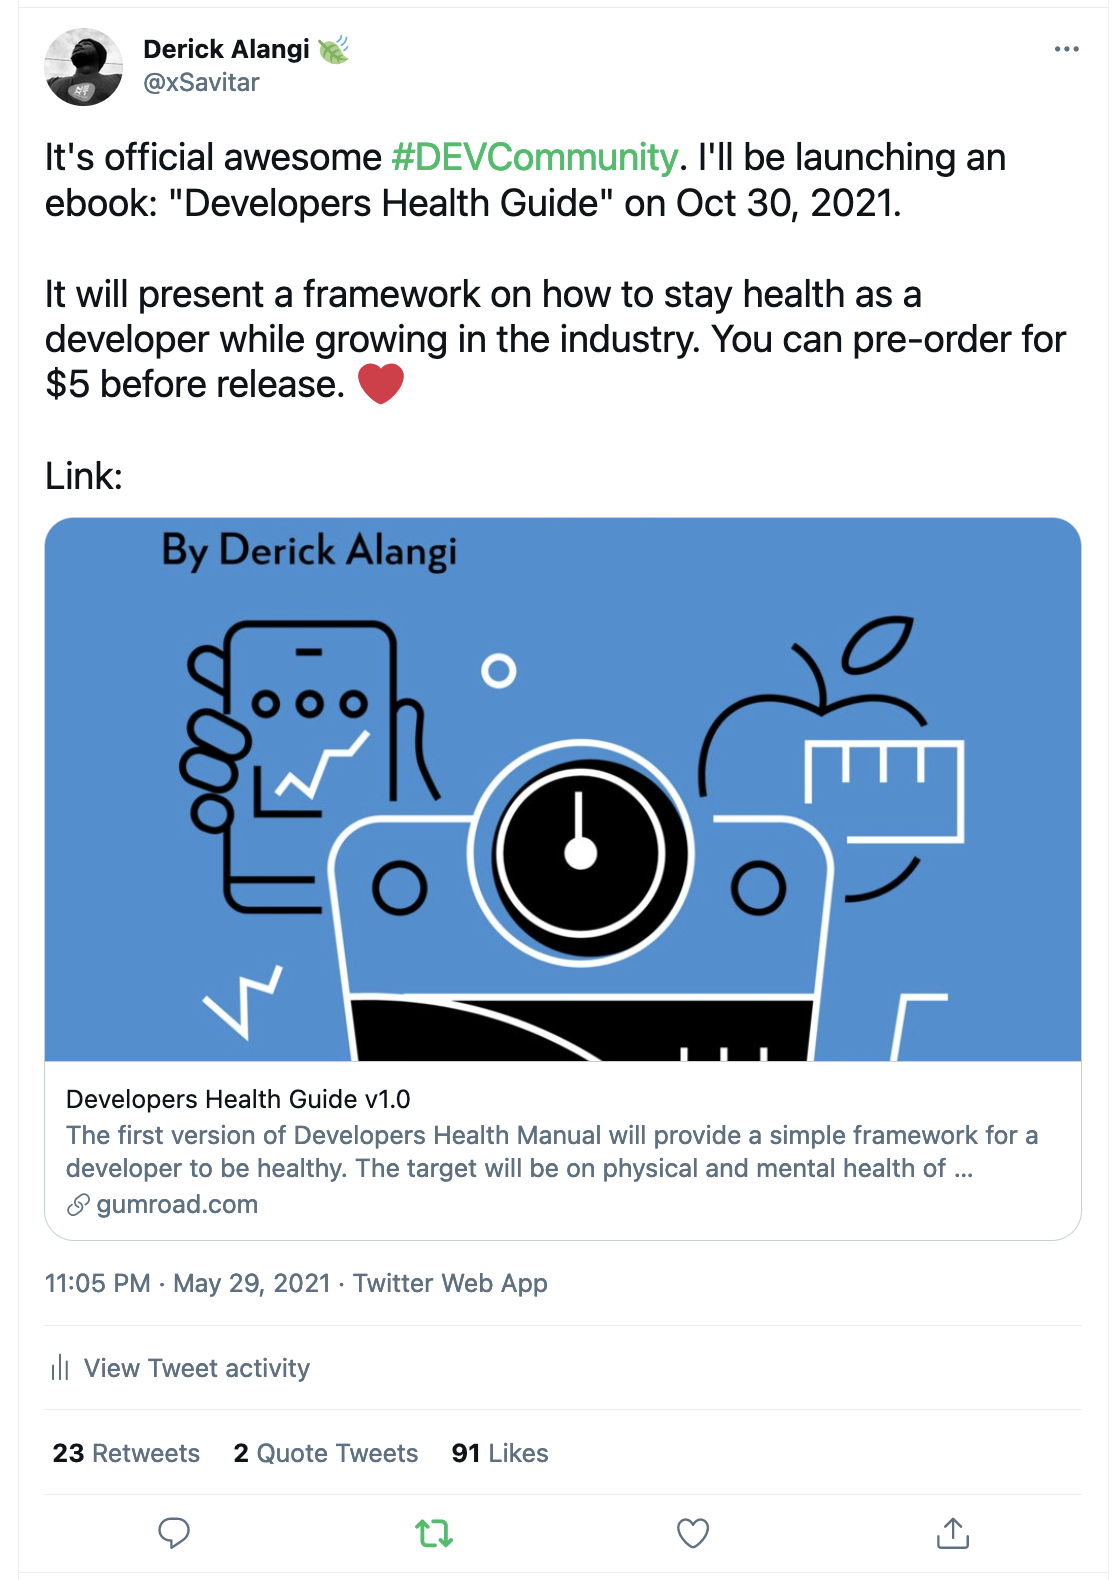 Derick Alangi 🍃
@xSavitar
It's official awesome #DEVCommunity. I'll be launching an
ebook: "Developers Health Guide" on Oct 30, 2021.
It will present a framework on how to stay health as a
developer while growing in the industry. You can pre-order for
$5 before release. ❤️
Link:
By Derick Alangi
Developers Health Guide v1.0
The first version of Developers Health Manual will provide a simple framework for a
developer to be healthy. The target will be on physical and mental health of ...
gumroad.com
11:05 PM · May 29, 2021 · Twitter Web App
View Tweet activity
23 Retweets 2 Quote Tweets 91 Likes